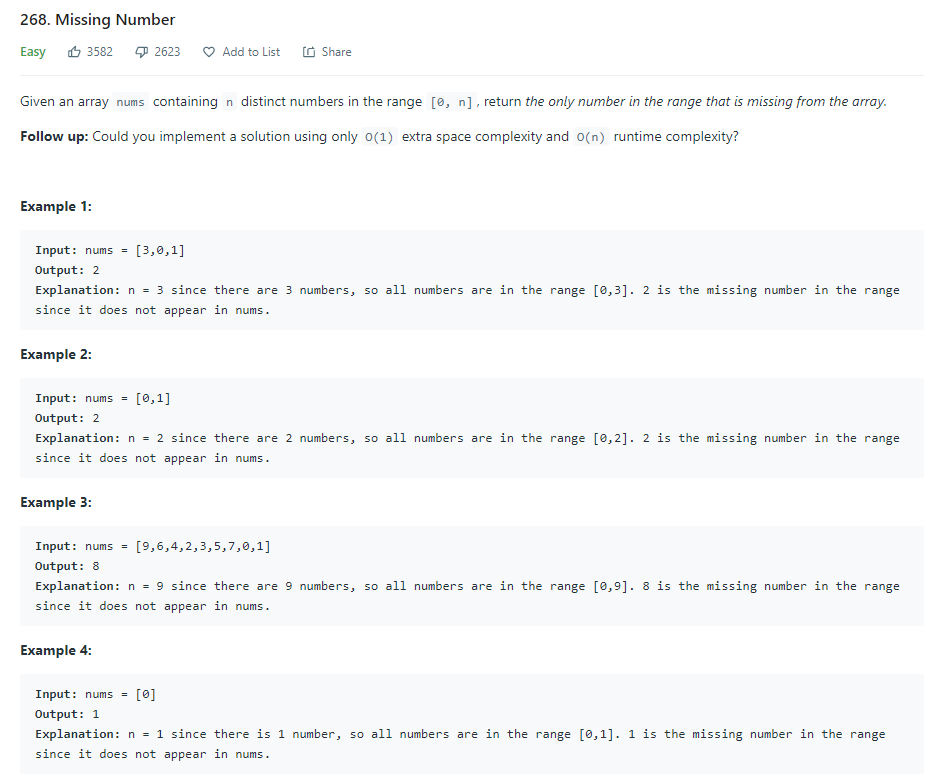 268. Missing Number
Easy 3582 2623 Add to List Share
Given an array nums containing n distinct numbers in the range [0, n], return the only number in the range that is missing from the array.
Follow up: Could you implement a solution using only O(1) extra space complexity and O(n) runtime complexity?
Example 1:
Input: nums = [3,0,1]
Output: 2
Explanation: n = 3 since there are 3 numbers, so all numbers are in the range [0,3]. 2 is the missing number in the range
since it does not appear in nums.
Example 2:
Input: nums = [0,1]
Output: 2
Explanation: n = 2 since there are 2 numbers, so all numbers are in the range [0,2]. 2 is the missing number in the range
since it does not appear in nums.
Example 3:
Input: nums = [9,6,4,2,3,5,7,0,1]
Output: 8
Explanation: n = 9 since there are 9 numbers, so all numbers are in the range [0,9]. 8 is the missing number in the range
since it does not appear in nums.
Example 4:
Input: nums = [0]
Output: 1
Explanation: n = 1 since there is 1 number, so all numbers are in the range [0,1]. 1 is the missing number in the range
since it does not appear in nums.